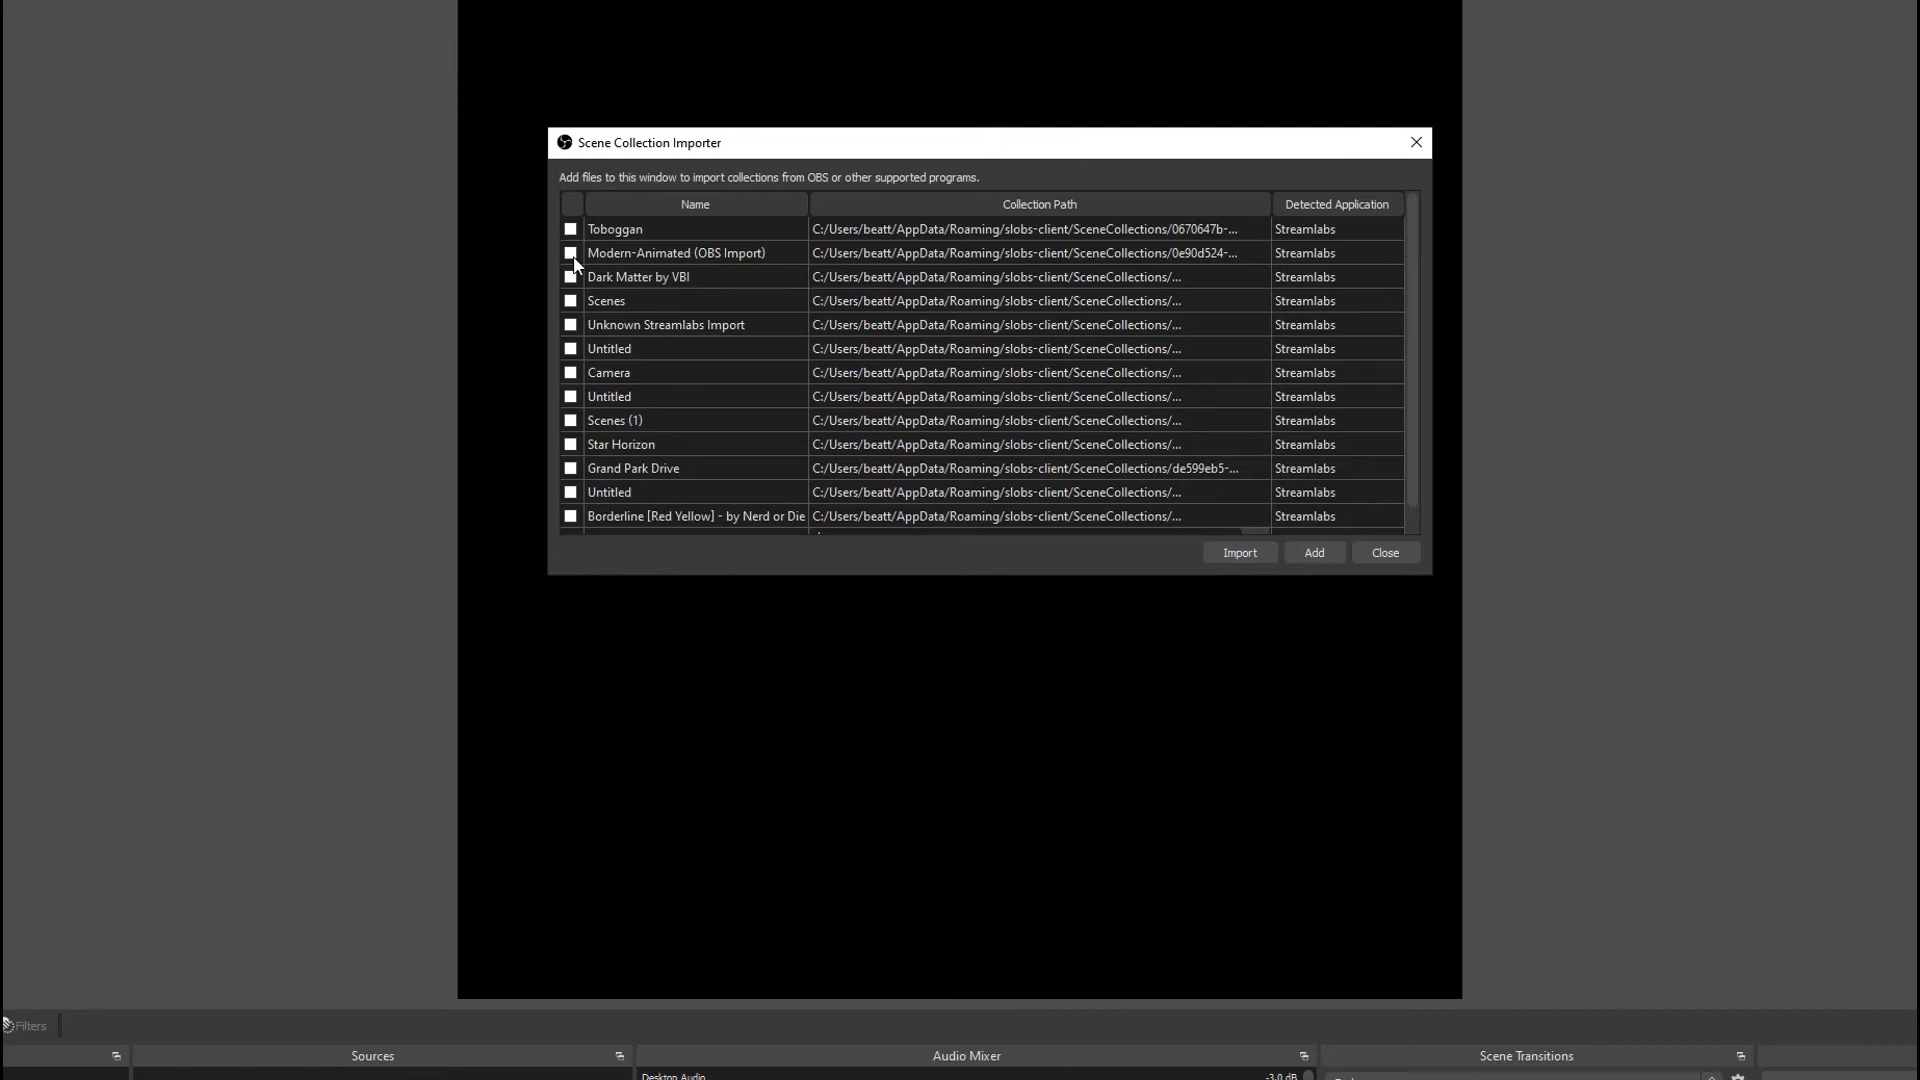 Scene Collection Importer
Add files to this window to import collections from OBS or other supported programs.
Name Collection Path Detected Application
Toboggan C:/Users/beatt/AppData/Roaming/slobs-client/SceneCollections/0670647b-... Streamlabs
Modern-Animated (OBS Import) C:/Users/beatt/AppData/Roaming/slobs-client/SceneCollections/0e90d524-... Streamlabs
Dark Matter by VBI C:/Users/beatt/AppData/Roaming/slobs-client/SceneCollections/... Streamlabs
Scenes C:/Users/beatt/AppData/Roaming/slobs-client/SceneCollections/... Streamlabs
Unknown Streamlabs Import C:/Users/beatt/AppData/Roaming/slobs-client/SceneCollections/... Streamlabs
Untitled C:/Users/beatt/AppData/Roaming/slobs-client/SceneCollections/... Streamlabs
Camera C:/Users/beatt/AppData/Roaming/slobs-client/SceneCollections/... Streamlabs
Untitled C:/Users/beatt/AppData/Roaming/slobs-client/SceneCollections/... Streamlabs
Scenes (1) C:/Users/beatt/AppData/Roaming/slobs-client/SceneCollections/... Streamlabs
Star Horizon C:/Users/beatt/AppData/Roaming/slobs-client/SceneCollections/... Streamlabs
Grand Park Drive C:/Users/beatt/AppData/Roaming/slobs-client/SceneCollections/de599eb5-... Streamlabs
Untitled C:/Users/beatt/AppData/Roaming/slobs-client/SceneCollections/... Streamlabs
Borderline [Red Yellow] - by Nerd or Die C:/Users/beatt/AppData/Roaming/slobs-client/SceneCollections/... Streamlabs
Import Add Close
Filters
Sources Audio Mixer Scene Transitions
Desktop Audio -3.0 dB